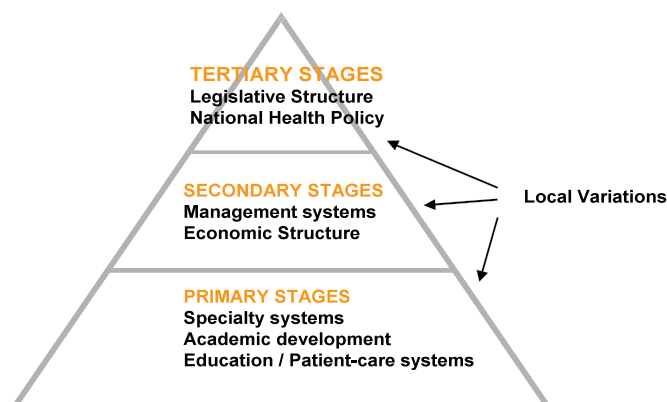 TERTIARY STAGES
Legislative Structure
National Health Policy
SECONDARY STAGES
Management systems
Economic Structure
Local Variations
PRIMARY STAGES
Specialty systems
Academic development
Education / Patient-care systems